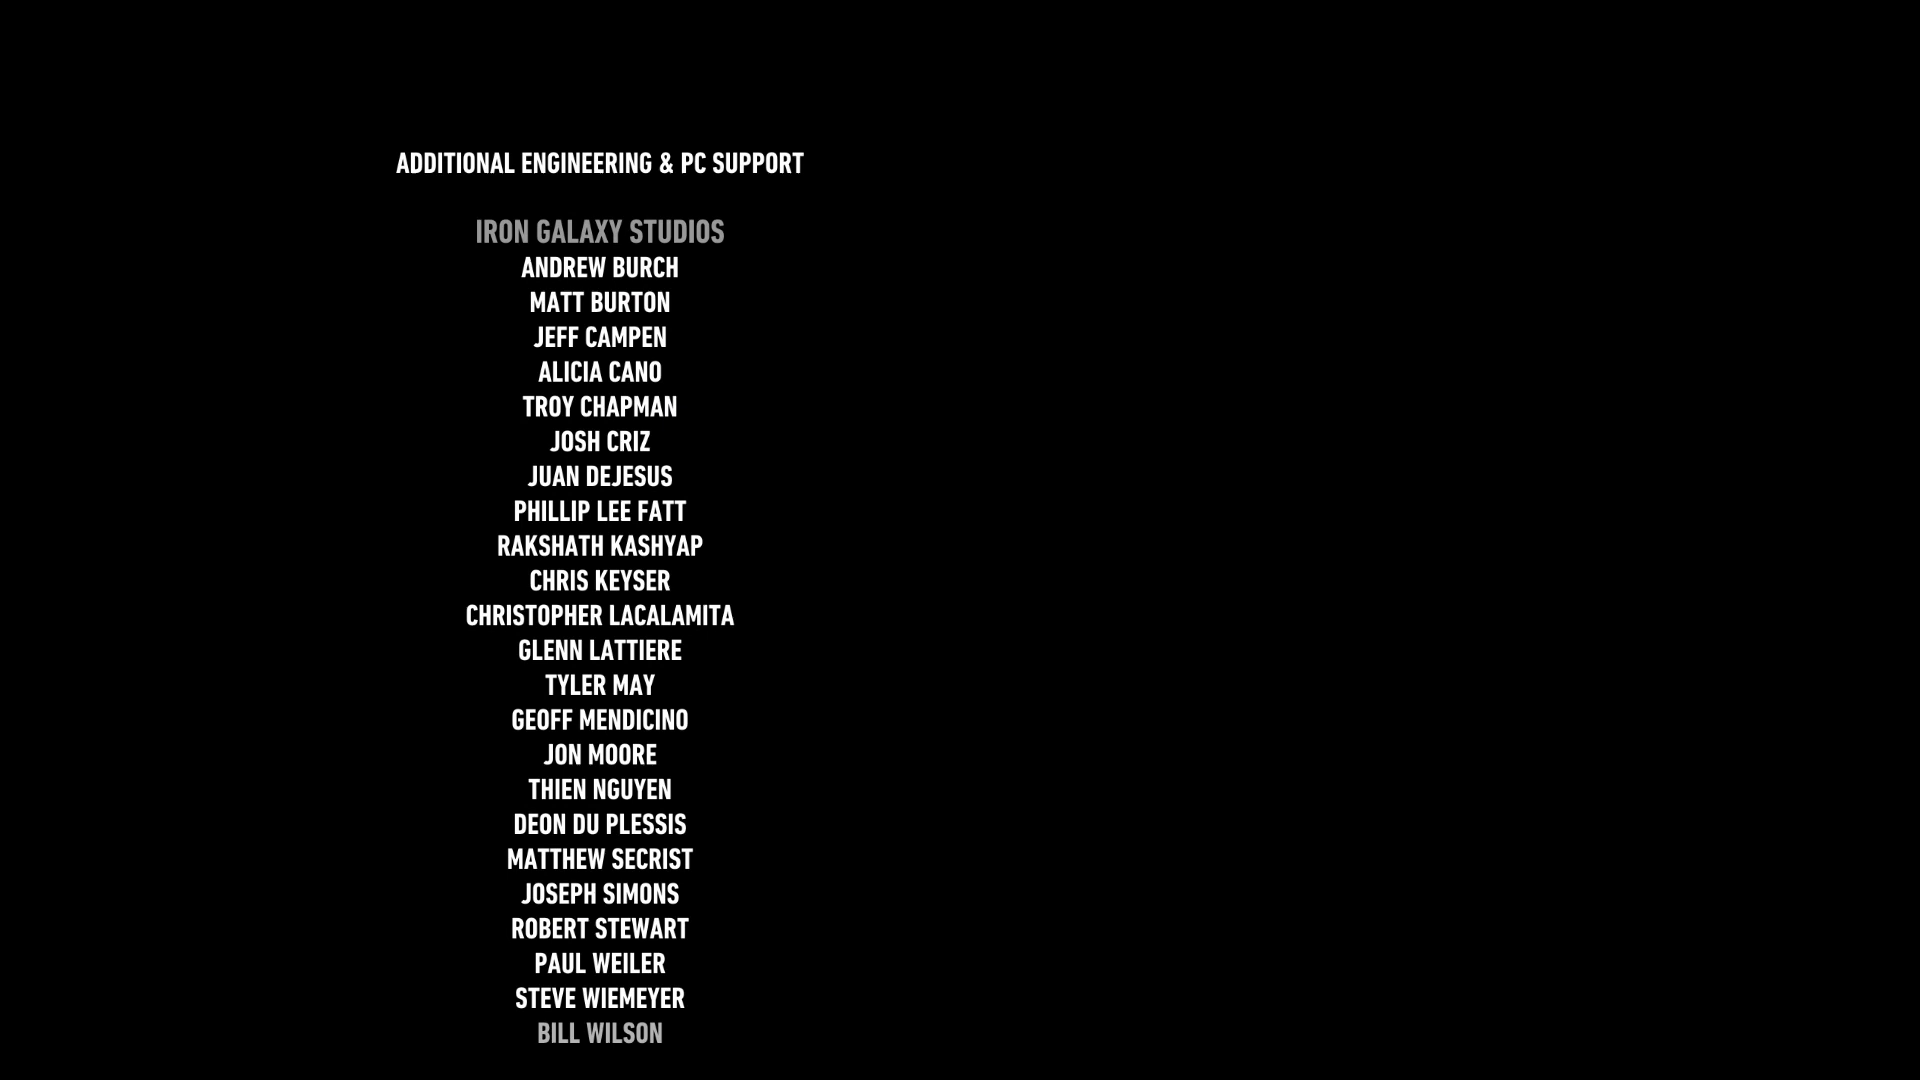 ADDITIONAL ENGINEERING & PC SUPPORT
IRON GALAXY STUDIOS
ANDREW BURCH
MATT BURTON
JEFF CAMPEN
ALICIA CANO
TROY CHAPMAN
JOSH CRIZ
JUAN DEJESUS
PHILLIP LEE FATT
RAKSHATH KASHYAP
CHRIS KEYSER
CHRISTOPHER LACALAMITA
GLENN LATTIERE
TYLER MAY
GEOFF MENDICINO
JON MOORE
THIEN NGUYEN
DEON DU PLESSIS
MATTHEW SECRIST
JOSEPH SIMONS
ROBERT STEWART
PAUL WEILER
STEVE WIEMEYER
BILL WILSON